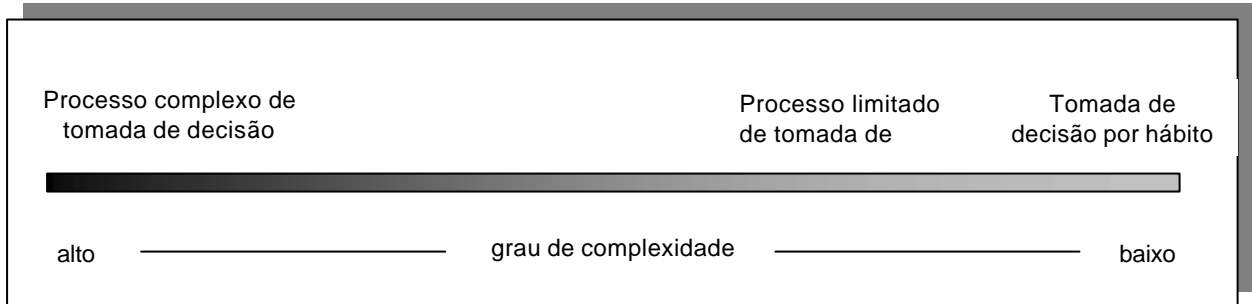 Processo complexo de
tomada de decisão
Processo limitado
de tomada de
Tomada de
decisão por hábito
alto
grau de complexidade
baixo